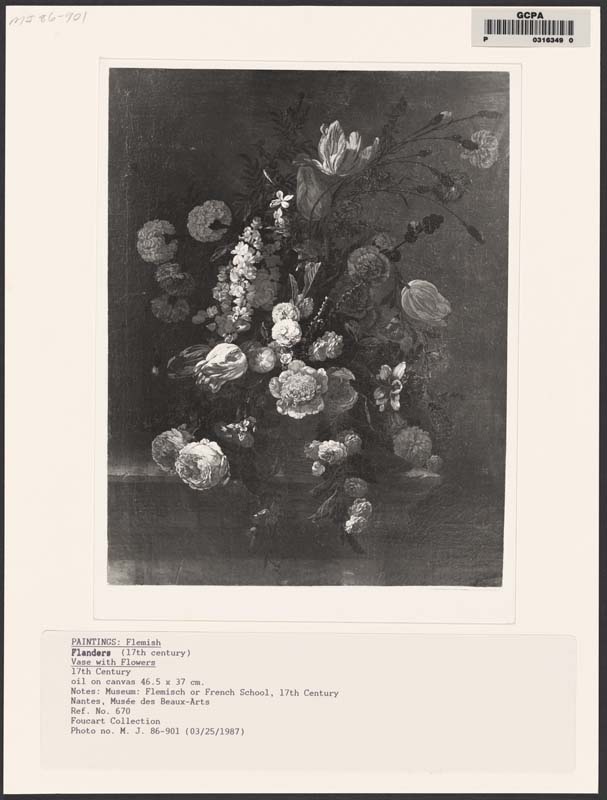 MJ 86-901
GCPA
P 0316349 0
PAINTINGS: Flemish
Flanders (17th century)
Vase with Flowers
17th Century
oil on canvas 46.5 x 37 cm.
Notes: Museum: Flemisch or French School, 17th Century
Nantes, Musée des Beaux-Arts
Ref. No. 670
Foucart Collection
Photo no. M. J. 86-901 (03/25/1987)